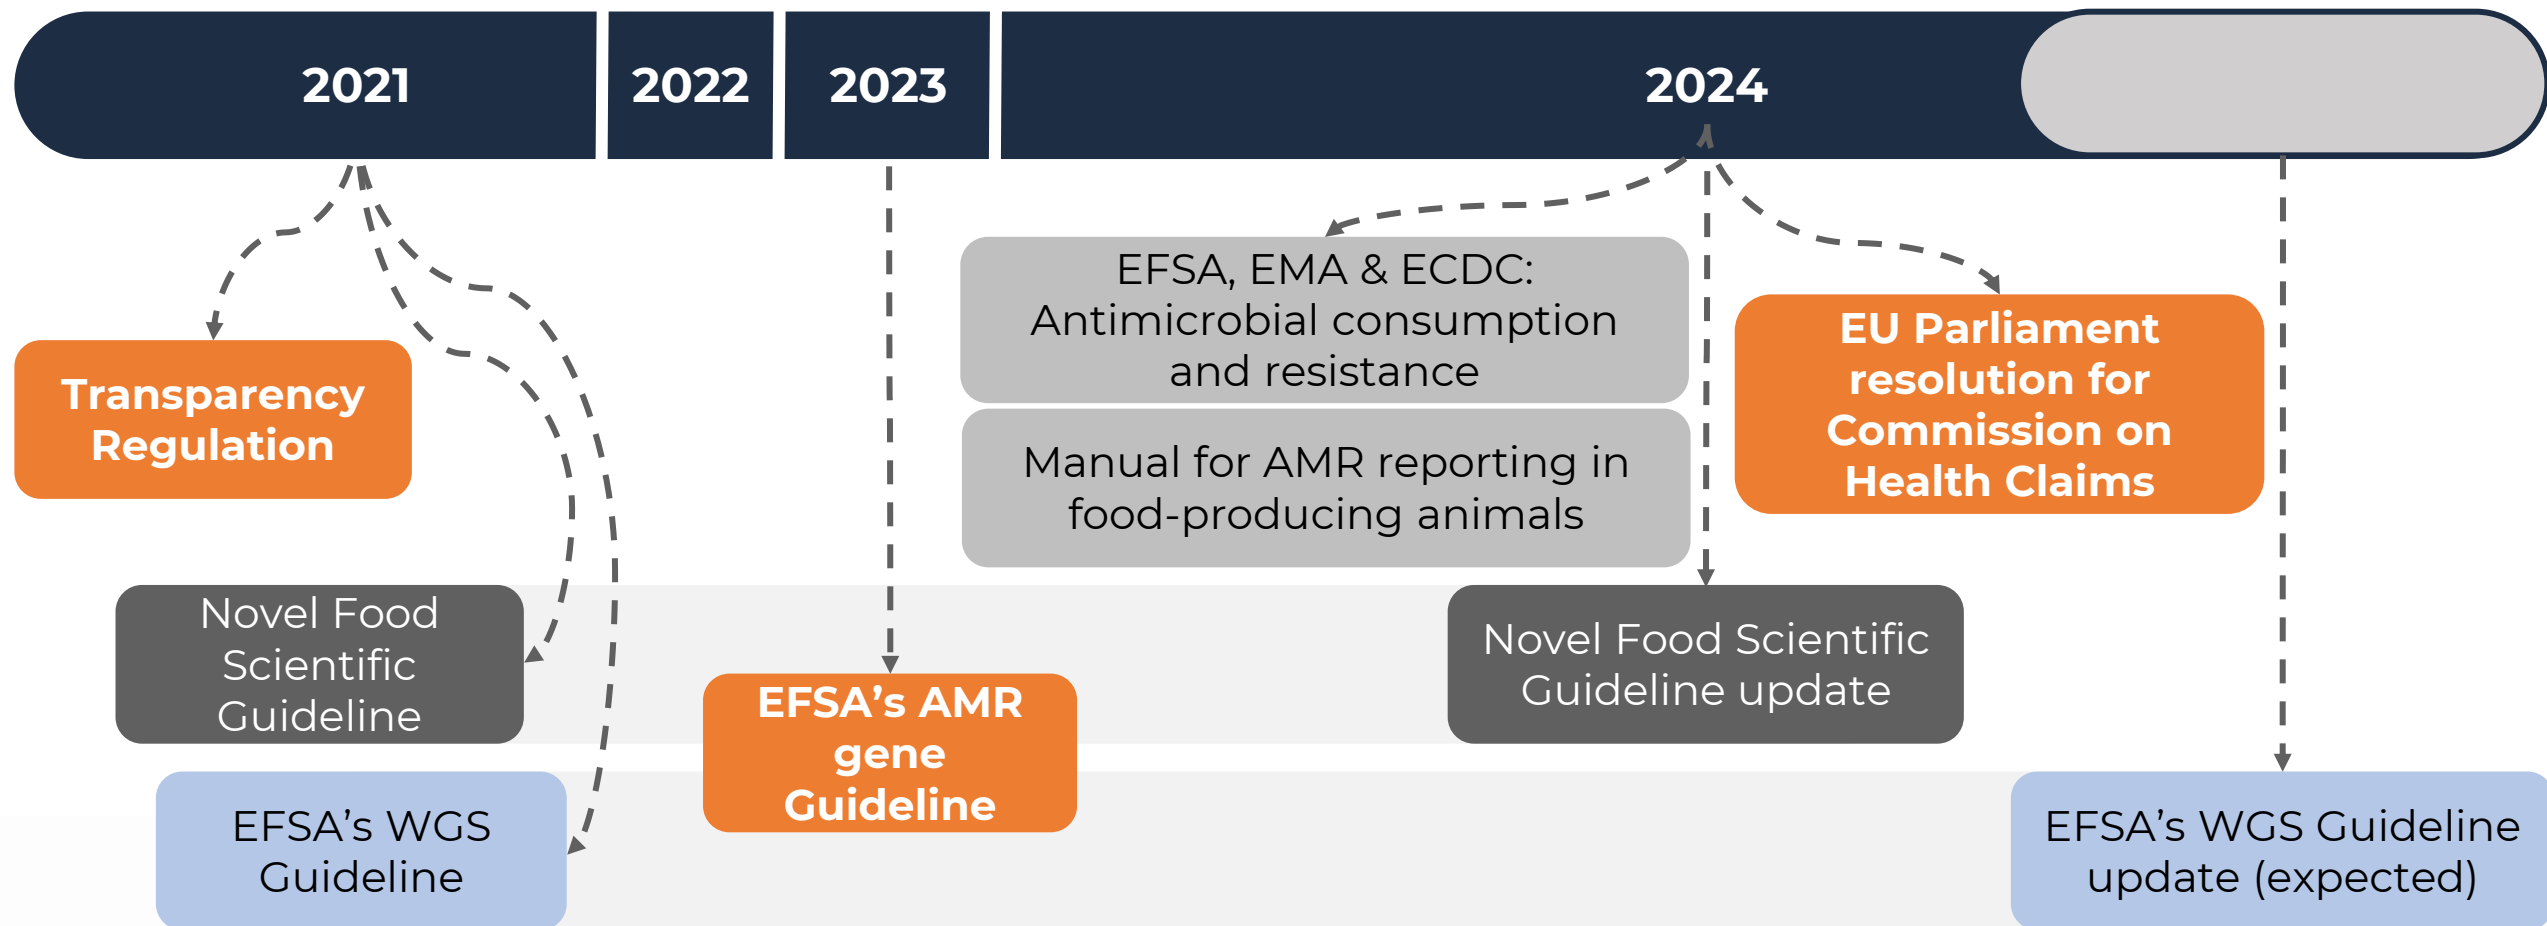 2021
2022
2023
2024
EFSA, EMA & ECDC:
Antimicrobial consumption
and resistance
EU Parliament
resolution for
Commission on
Health Claims
Transparency
Regulation
Manual for AMR reporting in
food-producing animals
Novel Food
Scientific
Guideline
Novel Food Scientific
Guideline update
EFSA’s AMR
gene
Guideline
EFSA’s WGS
Guideline
EFSA’s WGS Guideline
update (expected)